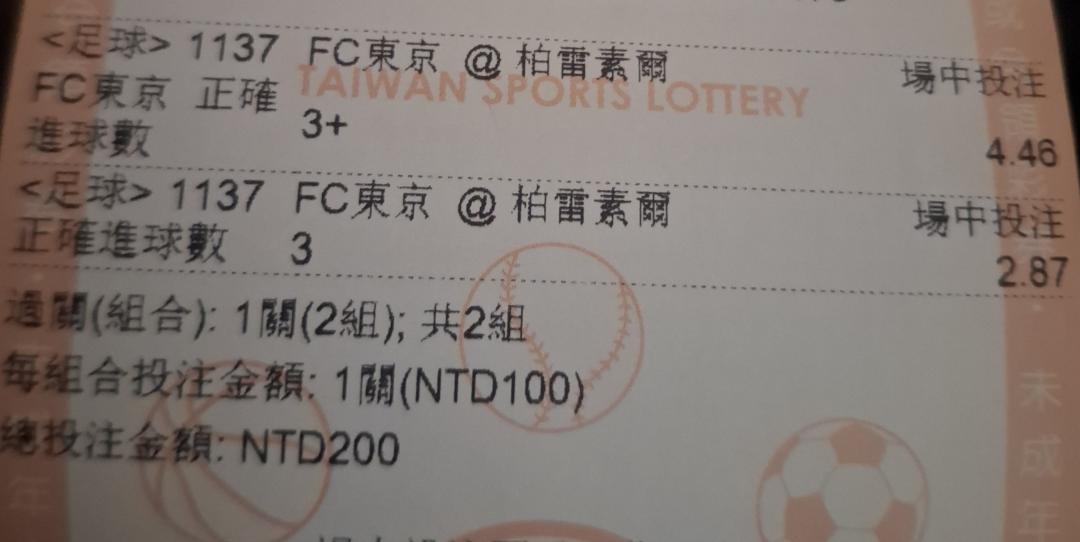 <足球> 1137 FC東京 @ 柏雷素爾
場中投注
TAIWAN SPORTS LOTTERY
FC東京 正確 3+
進球數
4.46
<足球> 1137 FC東京 @ 柏雷素爾
場中投注
正確進球數 3
2.87
過關(組合): 1關(2組); 共2組
每組合投注金額: 1關(NTD100)
總投注金額: NTD200
未成年